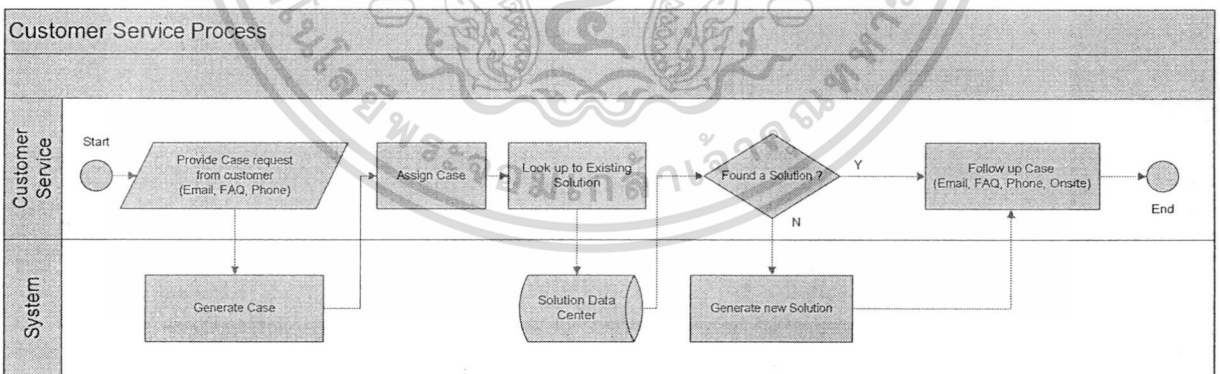 Customer Service Process
Customer
Service
Start
Provide Case request
from customer
(Email, FAQ, Phone)
Assign Case
Look up to Existing
Solution
Found a Solution ?
Y
N
Follow up Case
(Email, FAQ, Phone, Onsite)
End
System
Generate Case
Solution Data
Center
Generate new Solution